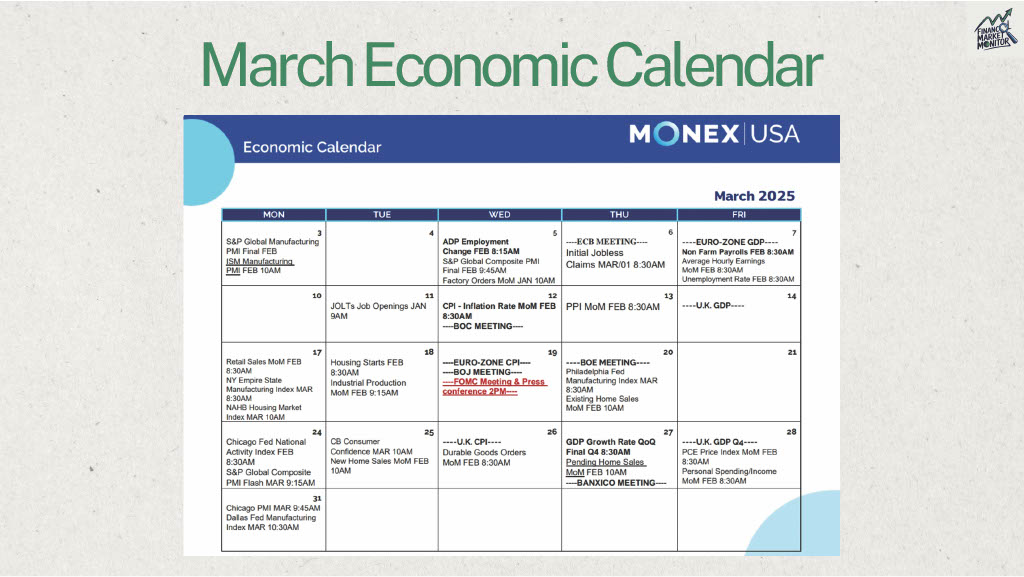 FINANCE
MARKET
MONITOR
March Economic Calendar
Economic Calendar
MONEX USA
March 2025
MON TUE WED THU FRI
3
S&P Global Manufacturing
PMI Final FEB
ISM Manufacturing
PMI FEB 10AM
4
5
ADP Employment
Change FEB 8:15AM
S&P Global Composite PMI
Final FEB 9:45AM
Factory Orders MoM JAN 10AM
6
----ECB MEETING----
Initial Jobless
Claims MAR/01 8:30AM
7
----EURO-ZONE GDP----
Non Farm Payrolls FEB 8:30AM
Average Hourly Earnings
MoM FEB 8:30AM
Unemployment Rate FEB 8:30AM
10
11
JOLTs Job Openings JAN
9AM
12
CPI - Inflation Rate MoM FEB
8:30AM
----BOC MEETING----
13
PPI MoM FEB 8:30AM
14
----U.K. GDP----
17
Retail Sales MoM FEB
8:30AM
NY Empire State
Manufacturing Index MAR
8:30AM
NAHB Housing Market
Index MAR 10AM
18
Housing Starts FEB
8:30AM
Industrial Production
MoM FEB 9:15AM
19
----EURO-ZONE CPI----
----BOJ MEETING----
----FOMC Meeting & Press
conference 2PM----
20
----BOE MEETING----
Philadelphia Fed
Manufacturing Index MAR
8:30AM
Existing Home Sales
MoM FEB 10AM
21
24
Chicago Fed National
Activity Index FEB
8:30AM
S&P Global Composite
PMI Flash MAR 9:15AM
25
CB Consumer
Confidence MAR 10AM
New Home Sales MoM FEB
10AM
26
----U.K. CPI----
Durable Goods Orders
MoM FEB 8:30AM
27
GDP Growth Rate QoQ
Final Q4 8:30AM
Pending Home Sales
MoM FEB 10AM
----BANXICO MEETING----
28
----U.K. GDP Q4----
PCE Price Index MoM FEB
8:30AM
Personal Spending/Income
MoM FEB 8:30AM
31
Chicago PMI MAR 9:45AM
Dallas Fed Manufacturing
Index MAR 10:30AM